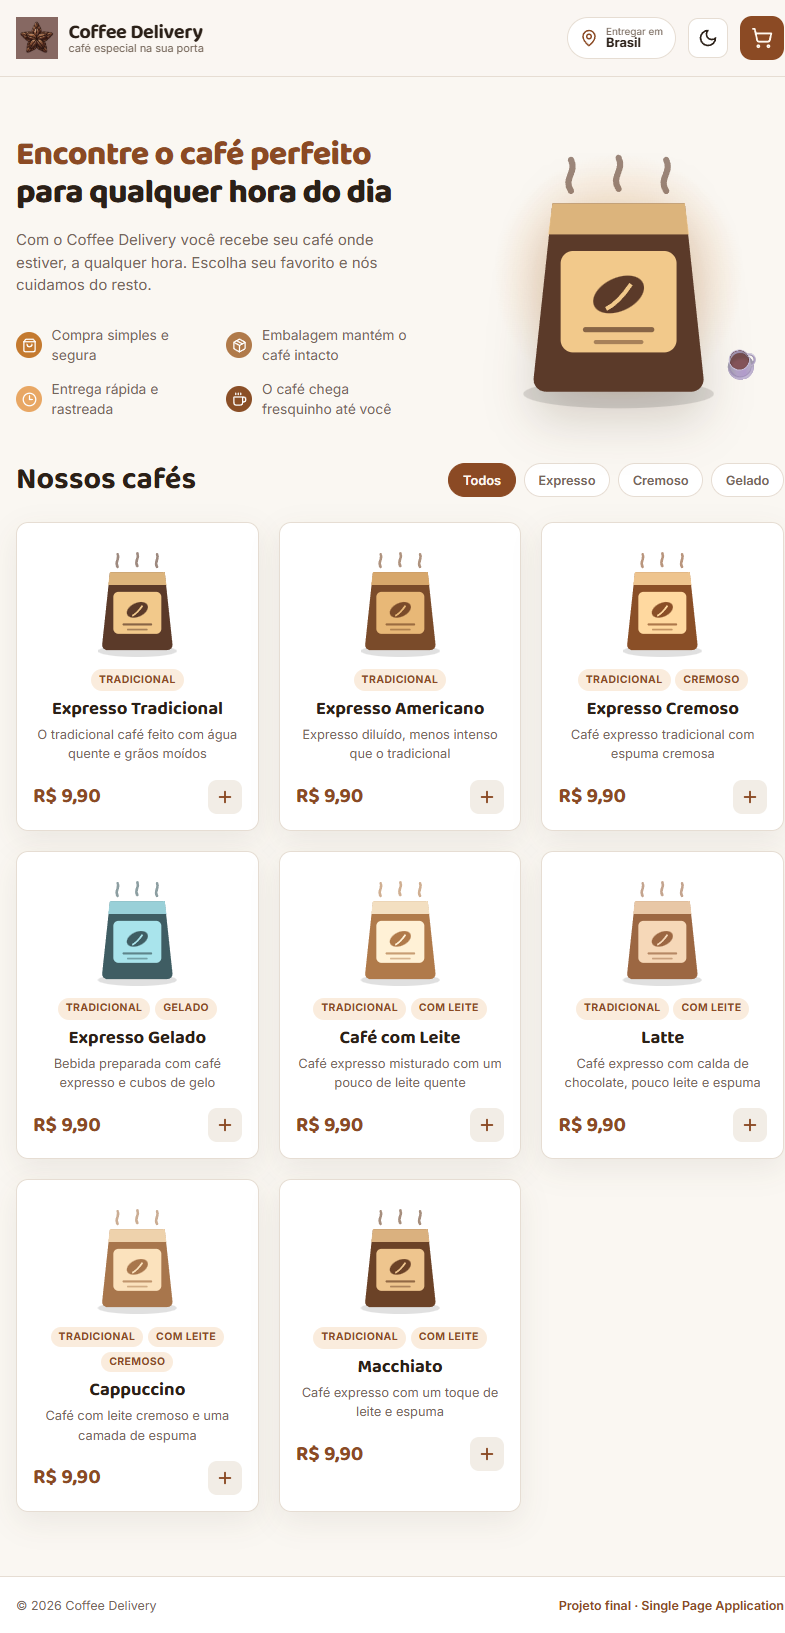 Coffee Delivery
café especial na sua porta
Entregar em
Brasil
Encontre o café perfeito
para qualquer hora do dia
Com o Coffee Delivery você recebe seu café onde
estiver, a qualquer hora. Escolha seu favorito e nós
cuidamos do resto.
Compra simples e
segura
Embalagem mantém o
café intacto
Entrega rápida e
rastreada
O café chega
fresquinho até você
Nossos cafés
Todos
Expresso
Cremoso
Gelado
TRADICIONAL
Expresso Tradicional
O tradicional café feito com água
quente e grãos moídos
R$ 9,90
TRADICIONAL
Expresso Americano
Expresso diluído, menos intenso
que o tradicional
R$ 9,90
TRADICIONAL CREMOSO
Expresso Cremoso
Café expresso tradicional com
espuma cremosa
R$ 9,90
TRADICIONAL GELADO
Expresso Gelado
Bebida preparada com café
expresso e cubos de gelo
R$ 9,90
TRADICIONAL COM LEITE
Café com Leite
Café expresso misturado com um
pouco de leite quente
R$ 9,90
TRADICIONAL COM LEITE
Latte
Café expresso com calda de
chocolate, pouco leite e espuma
R$ 9,90
TRADICIONAL COM LEITE
CREMOSO
Cappuccino
Café com leite cremoso e uma
camada de espuma
R$ 9,90
TRADICIONAL COM LEITE
Macchiato
Café expresso com um toque de
leite e espuma
R$ 9,90
© 2026 Coffee Delivery
Projeto final · Single Page Application